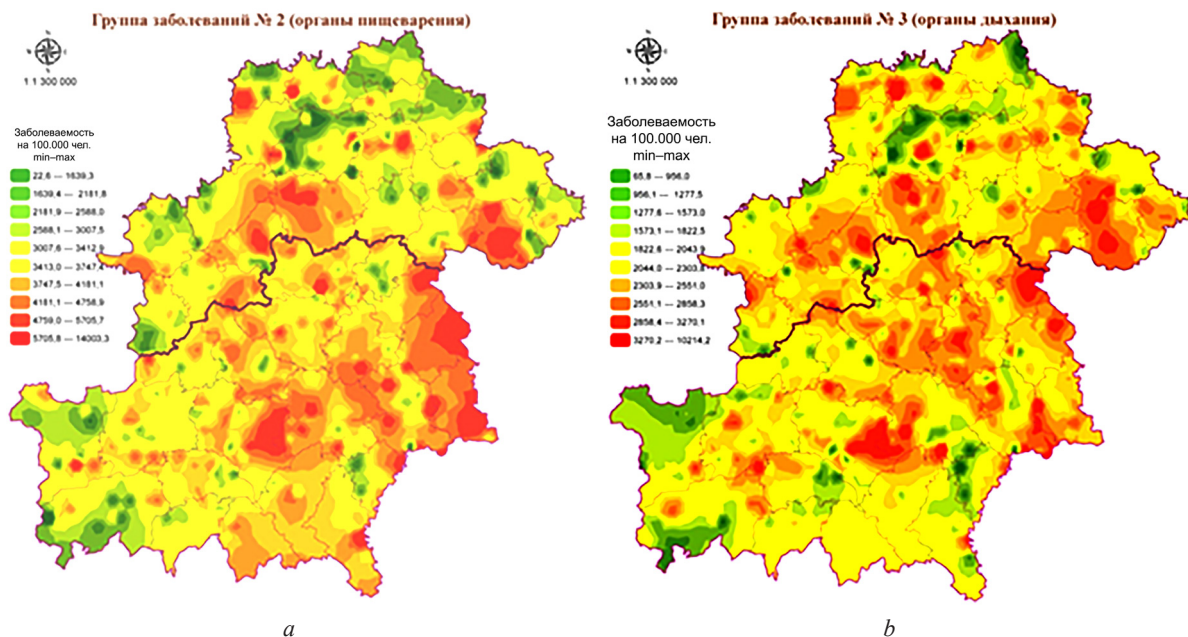 Группа заболеваний № 2 (органы пищеварения)
1:1 300 000
Заболеваемость
на 100.000 чел.
min–max
22,6 — 1639,3
1639,4 — 2181,8
2181,9 — 2588,0
2588,1 — 3007,5
3007,6 — 3412,9
3413,0 — 3747,4
3747,5 — 4181,1
4181,1 — 4758,9
4759,0 — 5705,7
5705,8 — 14003,3
a
Группа заболеваний № 3 (органы дыхания)
1:1 300 000
Заболеваемость
на 100.000 чел.
min–max
65,8 — 956,0
956,1 — 1277,5
1277,6 — 1573,0
1573,1 — 1822,5
1822,6 — 2043,9
2044,0 — 2303,8
2303,9 — 2551,0
2551,1 — 2858,3
2858,4 — 3270,1
3270,2 — 10214,2
b